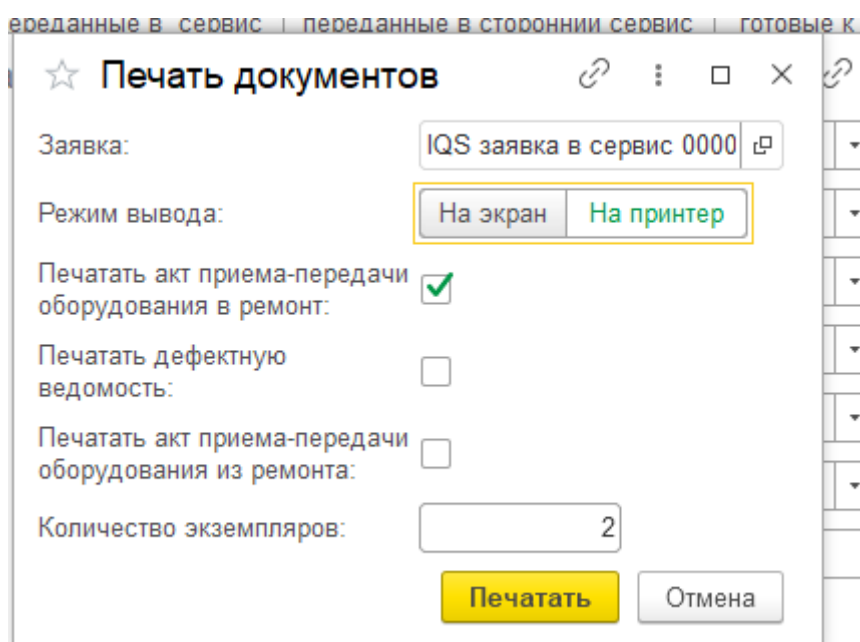 переданные в сервис | переданные в сторонний сервис | готовые к
Печать документов
Заявка: IQS заявка в сервис 0000
Режим вывода: На экран На принтер
Печатать акт приема-передачи
оборудования в ремонт:
Печатать дефектную
ведомость:
Печатать акт приема-передачи
оборудования из ремонта:
Количество экземпляров: 2
Печатать Отмена